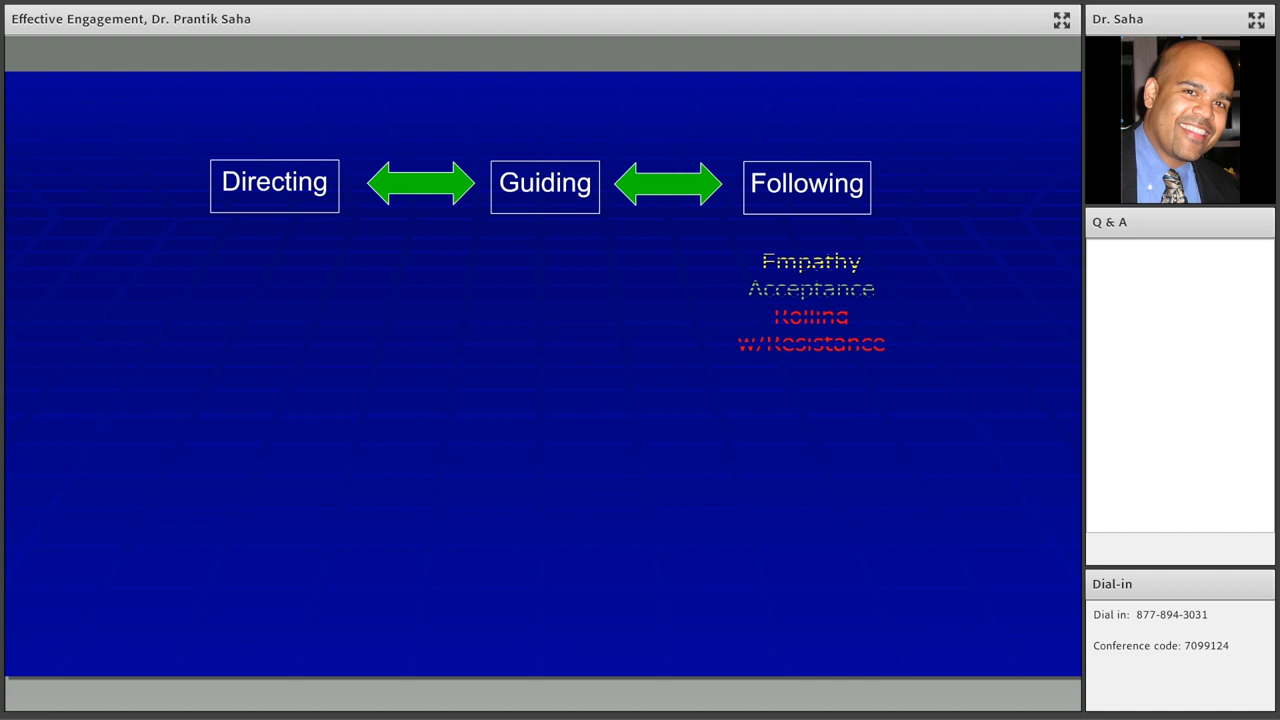 Effective Engagement, Dr. Prantik Saha
Dr. Saha
Directing
Guiding
Following
Empathy
Acceptance
Rolling
w/Resistance
Q & A
Dial-in
Dial in: 877-894-3031
Conference code: 7099124